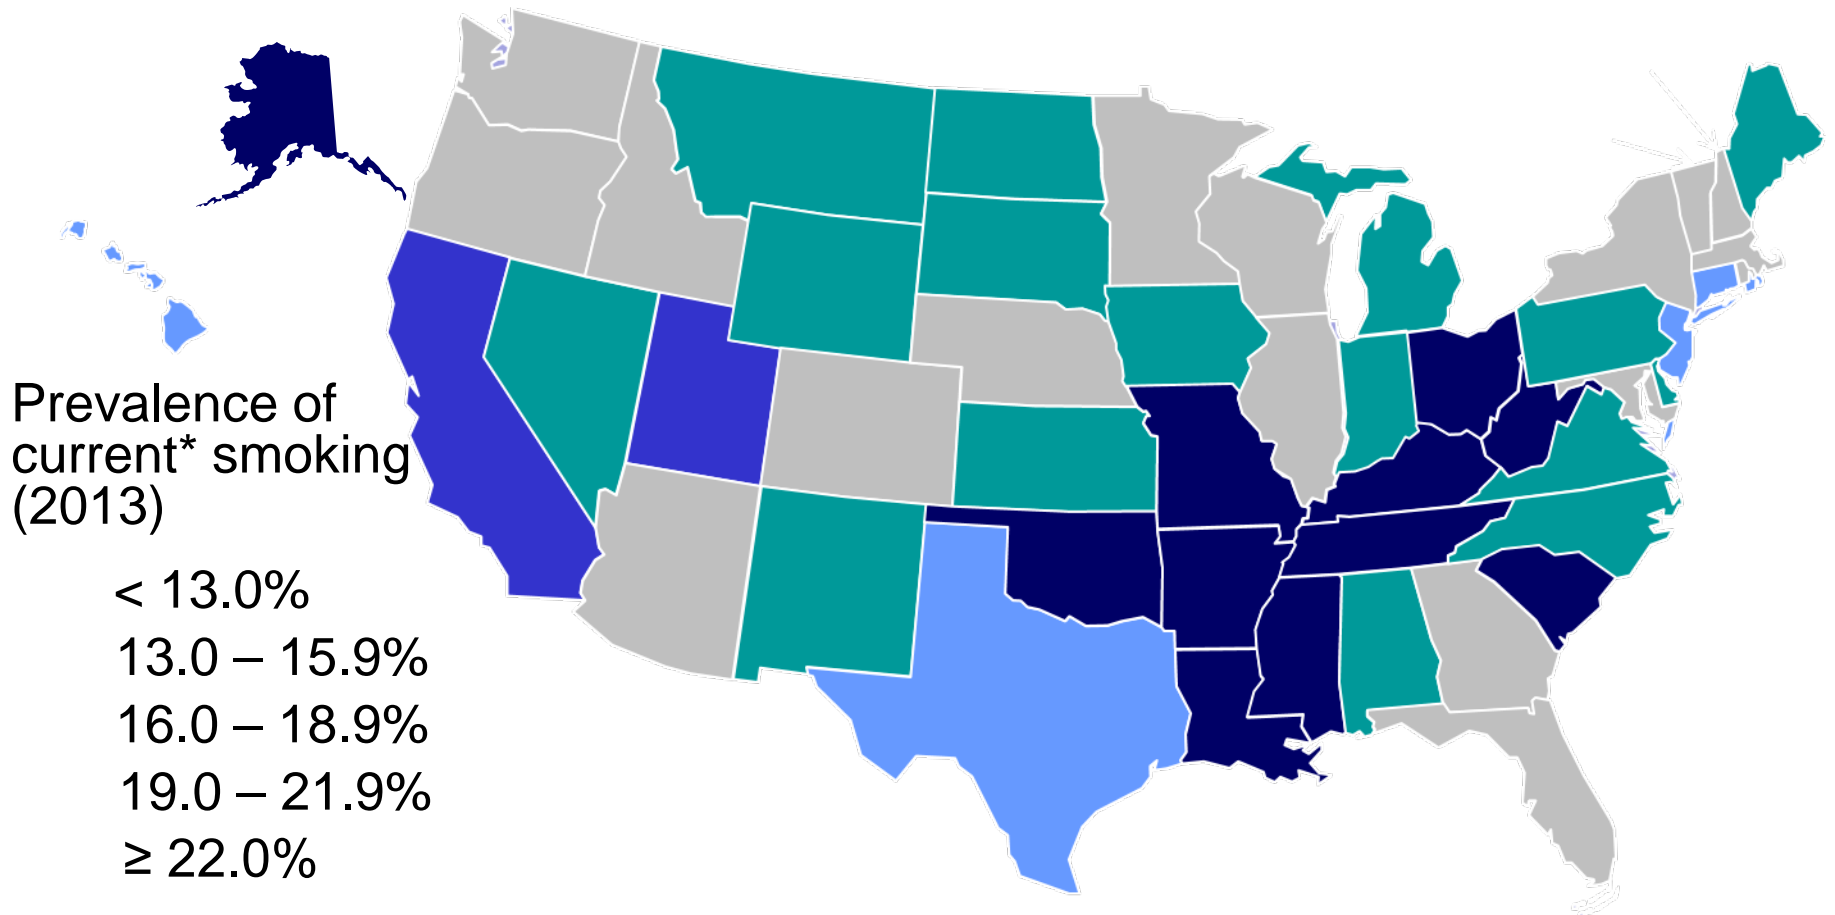 Prevalence of
current* smoking
(2013)
< 13.0%
13.0 – 15.9%
16.0 – 18.9%
19.0 – 21.9%
≥ 22.0%